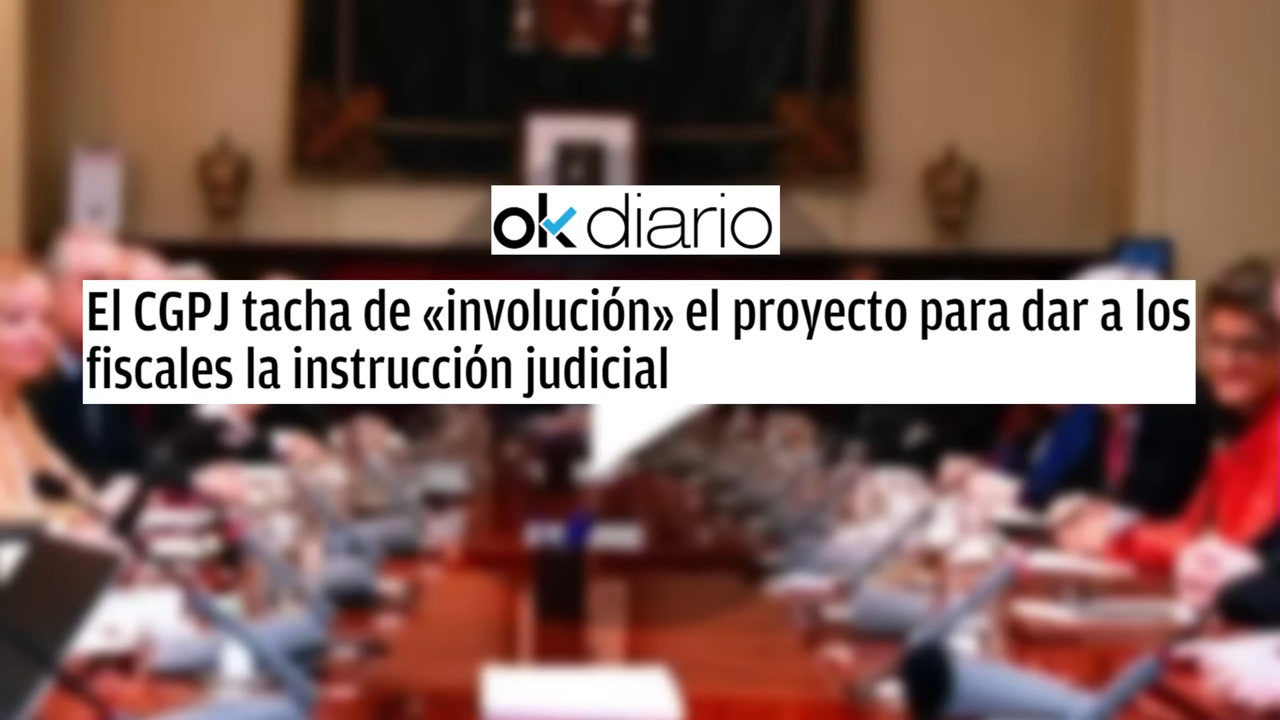 okdiario
El CGPJ tacha de «involución» el proyecto para dar a los
fiscales la instrucción judicial